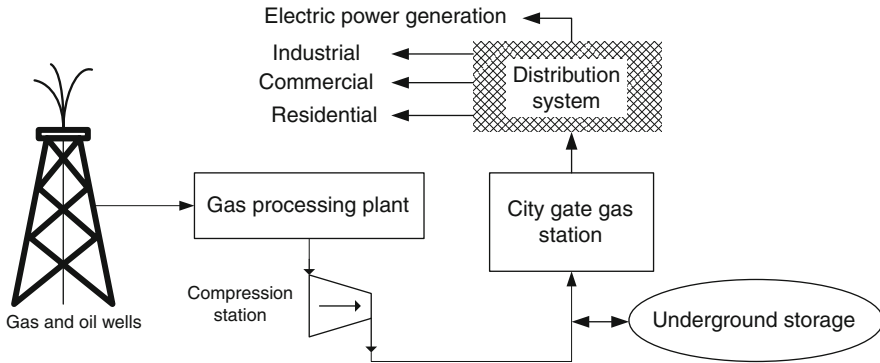 Electric power generation
Industrial
Commercial
Residential
Distribution
system
Gas processing plant
City gate gas
station
Compression
station
Gas and oil wells
Underground storage